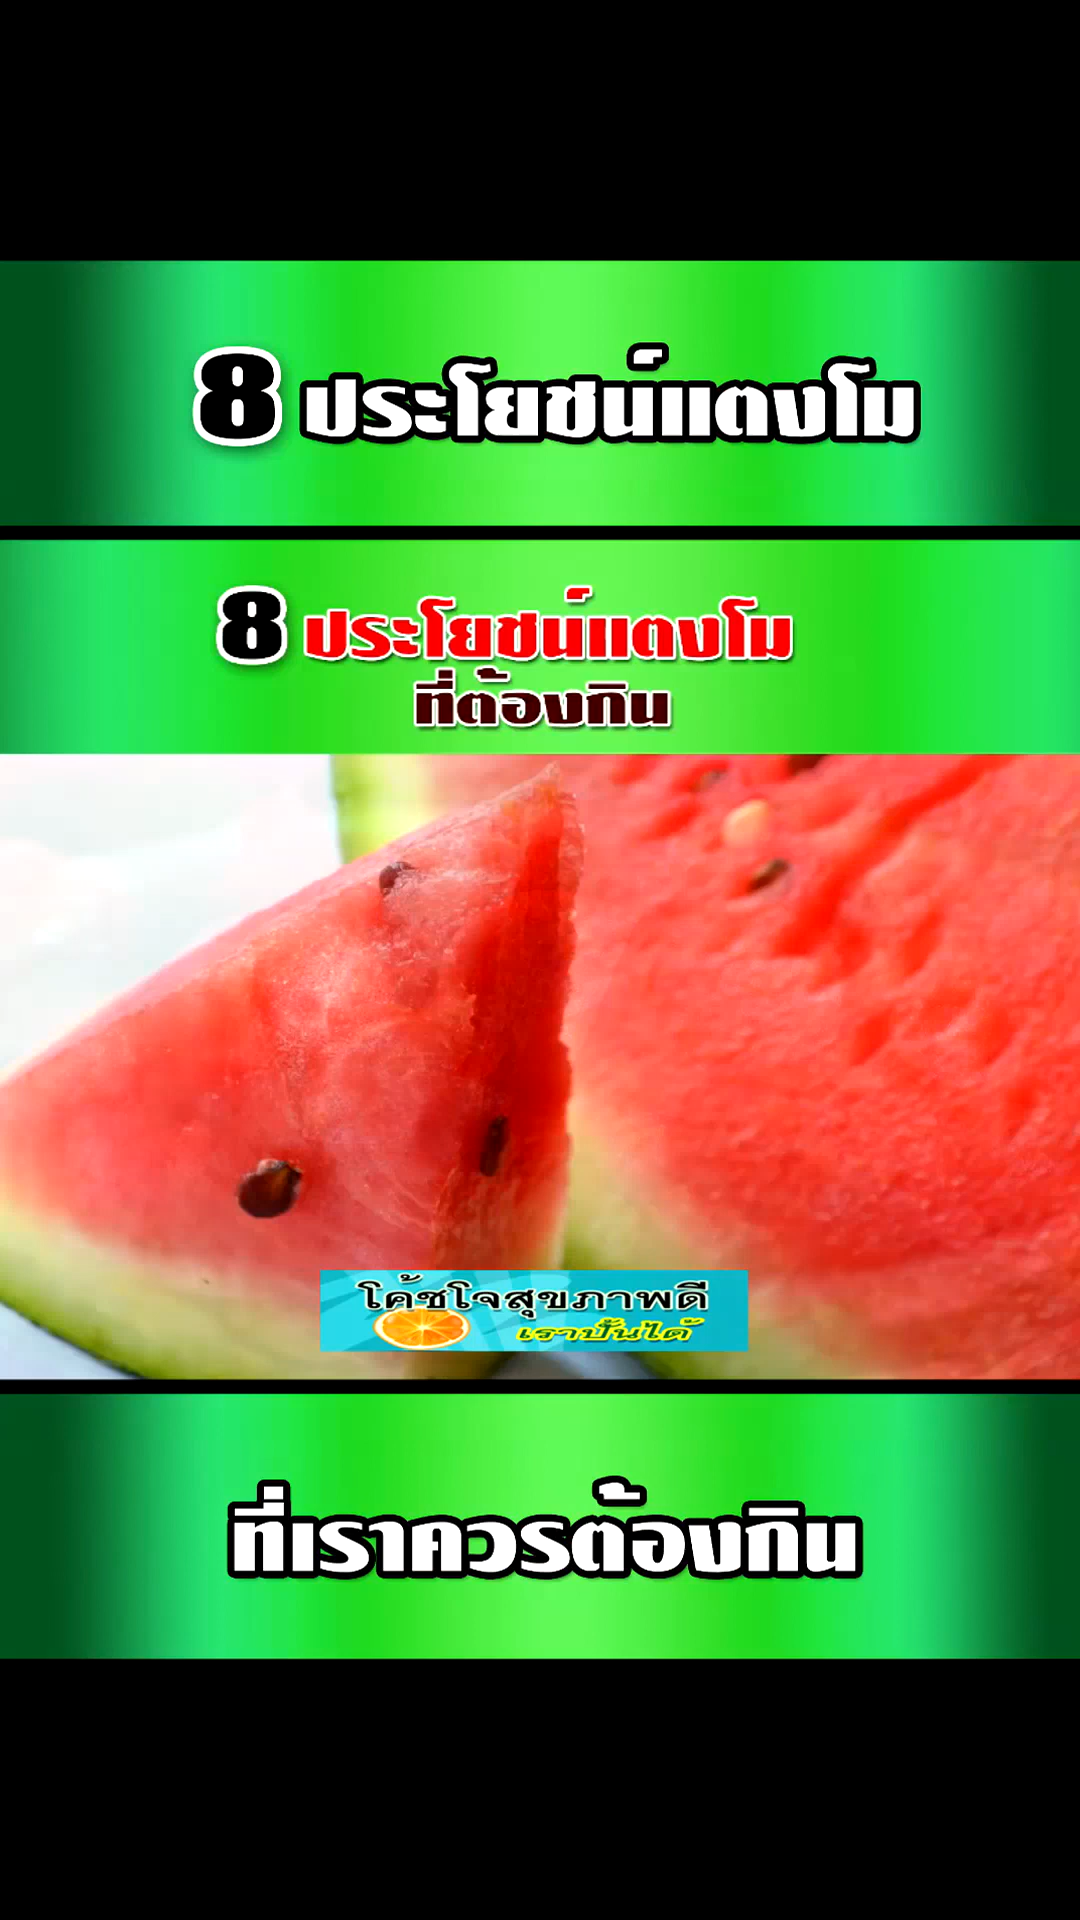 8 ประโยชน์แตงโม
8 ประโยชน์แตงโม
ที่ต้องกิน
โค้ชโจสุขภาพดี
เราปั้นได้
ที่เราควรต้องกิน